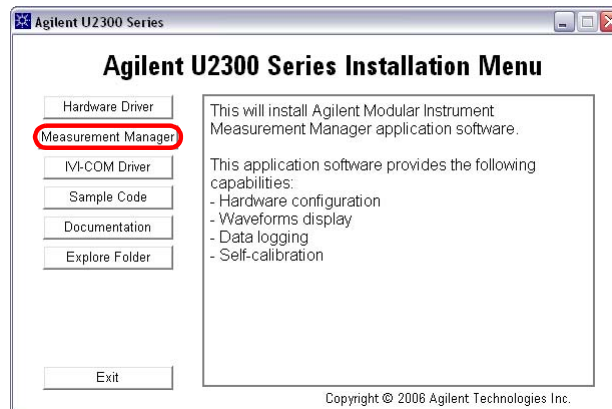 Agilent U2300 Series
Agilent U2300 Series Installation Menu
Hardware Driver
Measurement Manager
IVI-COM Driver
Sample Code
Documentation
Explore Folder
Exit
This will install Agilent Modular Instrument
Measurement Manager application software.
This application software provides the following
capabilities:
- Hardware configuration
- Waveforms display
- Data logging
- Self-calibration
Copyright © 2006 Agilent Technologies Inc.